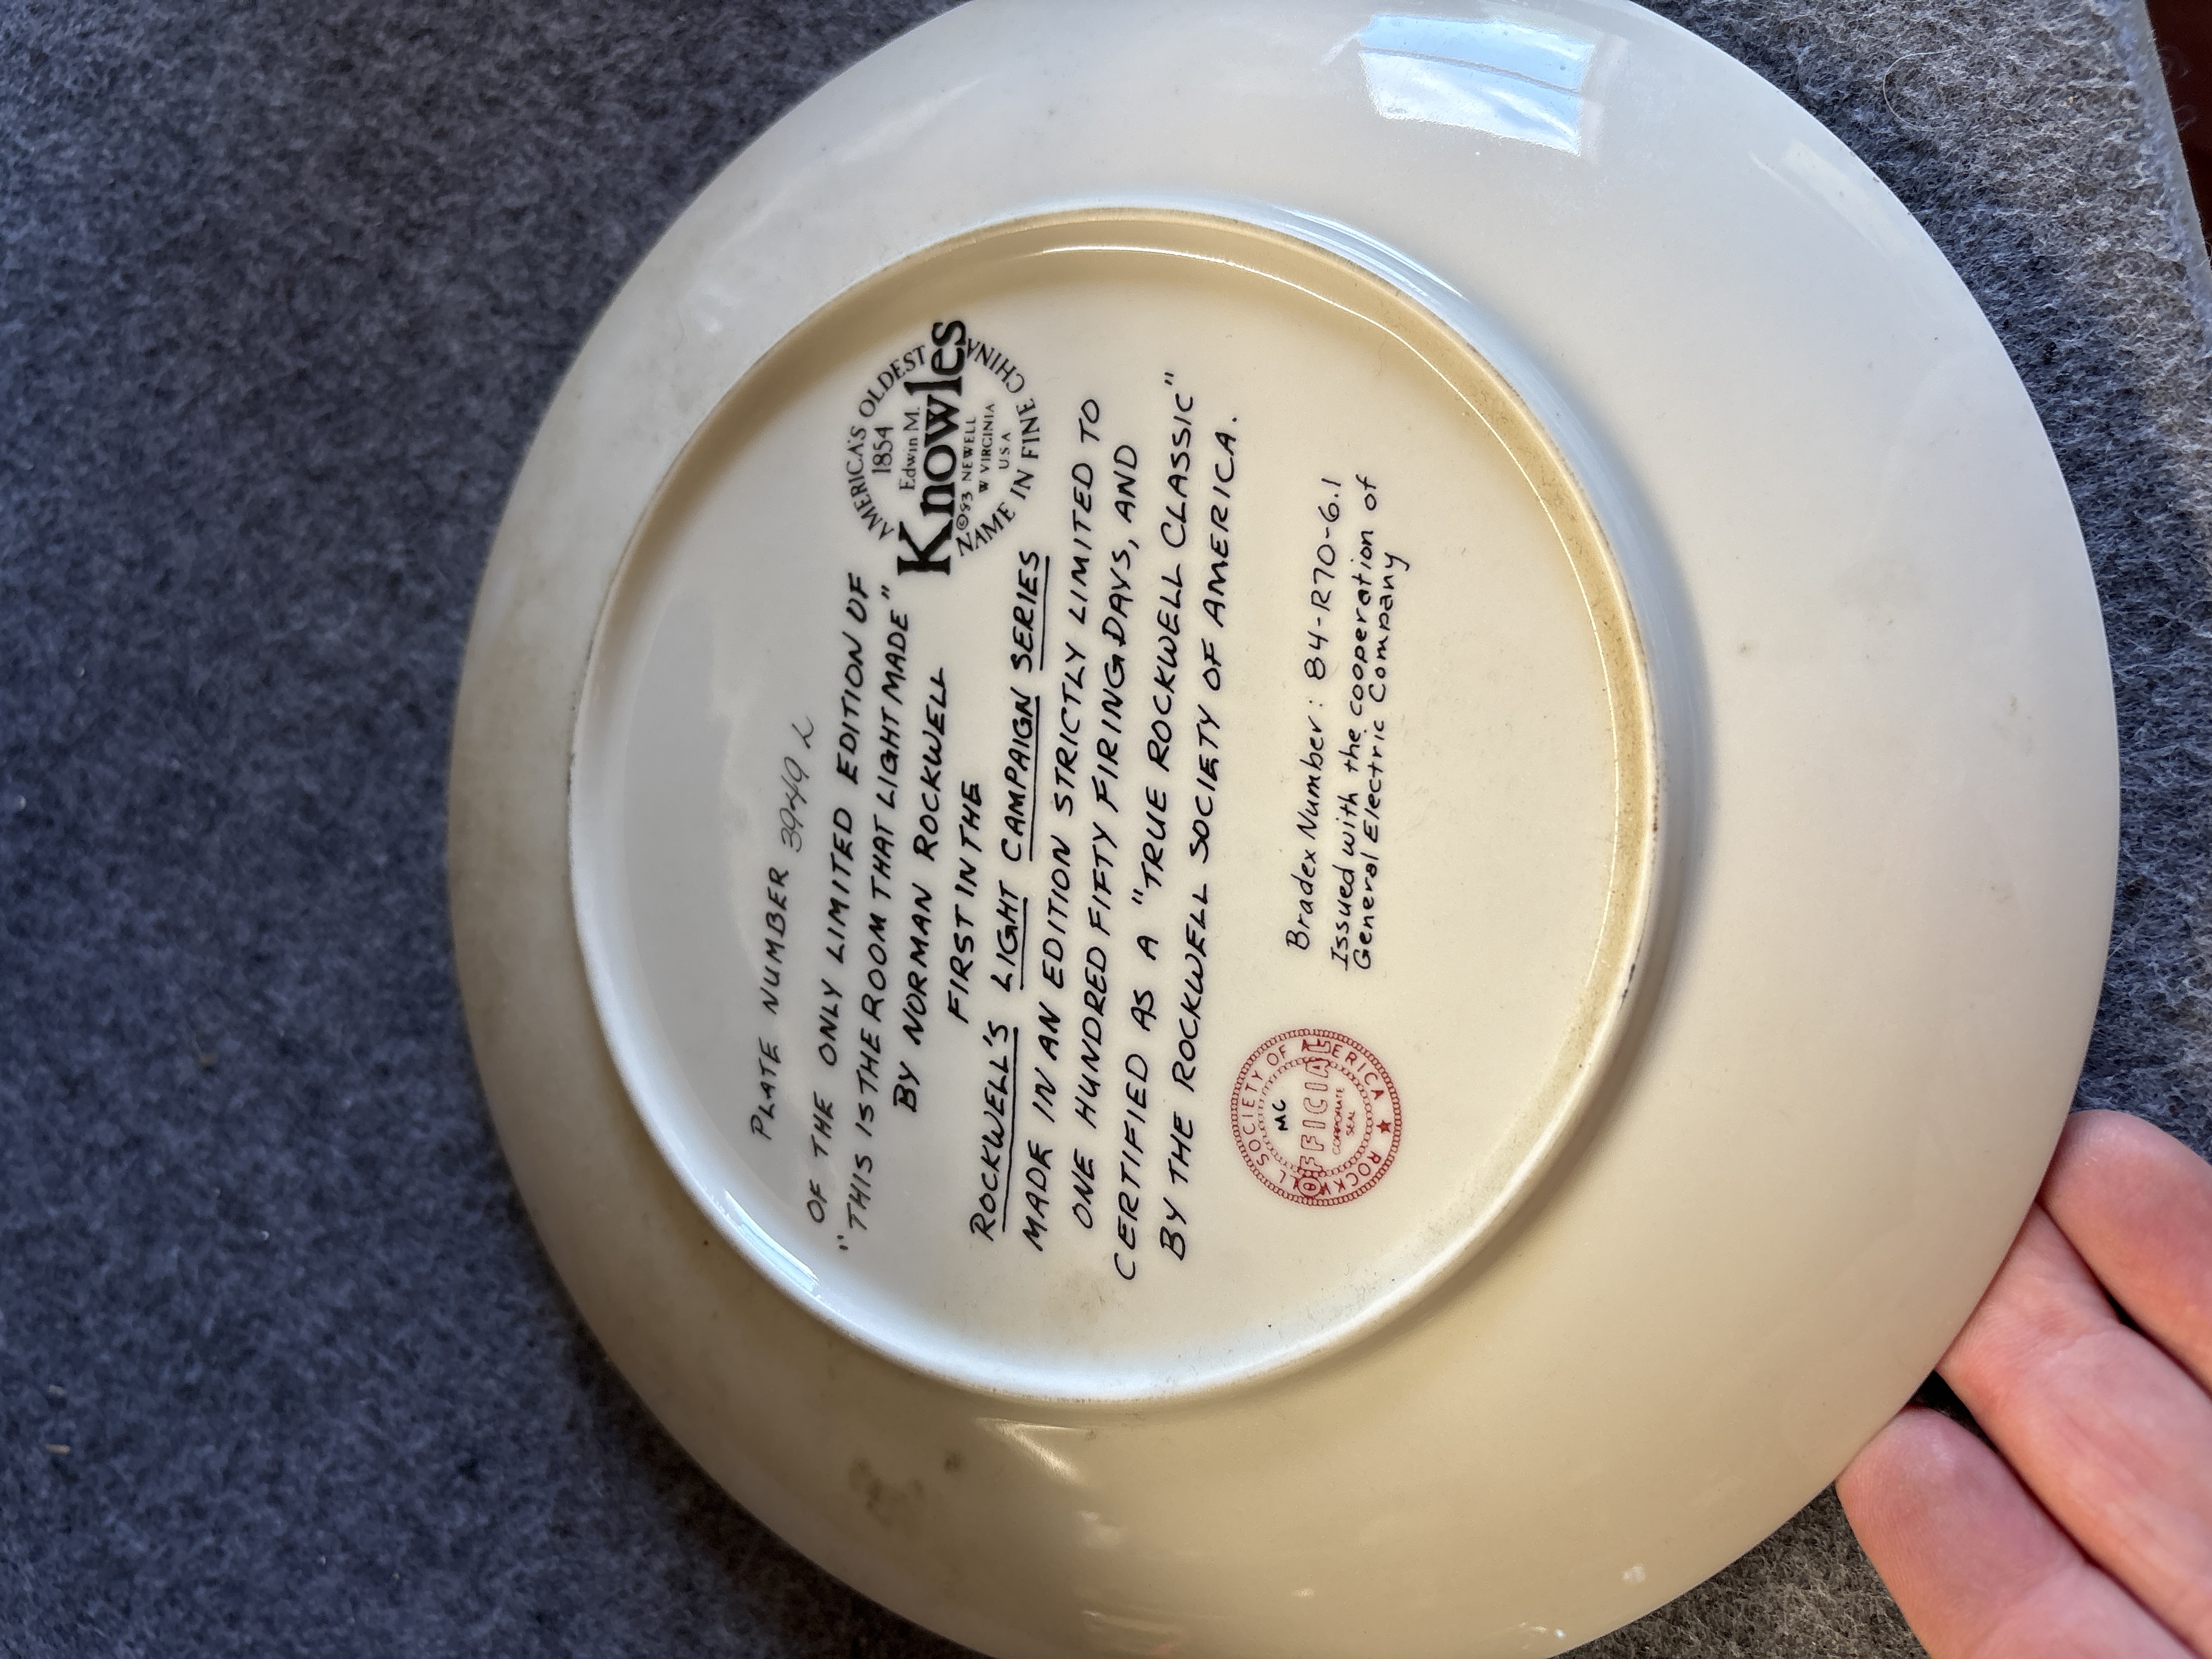 PLATE NUMBER 3949 L
OF THE ONLY LIMITED EDITION OF
"THIS IS THE ROOM THAT LIGHT MADE"
BY NORMAN ROCKWELL
AMERICA'S OLDEST
1854
Edwin M.
Knowles
©83 NEWELL
W VIRGINIA
USA
NAME IN FINE CHINA
FIRST IN THE
ROCKWELL'S LIGHT CAMPAIGN SERIES
MADE IN AN EDITION STRICTLY LIMITED TO
ONE HUNDRED FIFTY FIRING DAYS, AND
CERTIFIED AS A "TRUE ROCKWELL CLASSIC"
BY THE ROCKWELL SOCIETY OF AMERICA.
ROCKWELL SOCIETY OF AMERICA
MC
OFFICIAL
CORPORATE
SEAL
Bradex Number: 84-R70-6.1
Issued with the cooperation of
General Electric Company